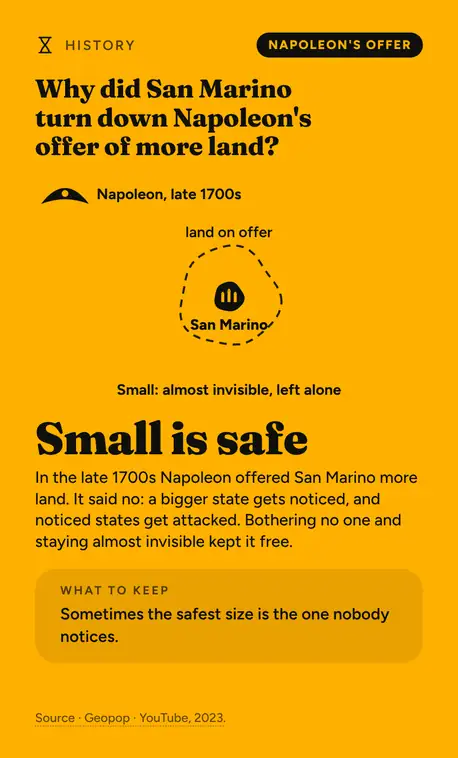 HISTORY
NAPOLEON'S OFFER
Why did San Marino
turn down Napoleon's
offer of more land?
Napoleon, late 1700s
land on offer
San Marino
Small: almost invisible, left alone
Small is safe
In the late 1700s Napoleon offered San Marino more
land. It said no: a bigger state gets noticed, and
noticed states get attacked. Bothering no one and
staying almost invisible kept it free.
WHAT TO KEEP
Sometimes the safest size is the one nobody
notices.
Source · Geopop · YouTube, 2023.